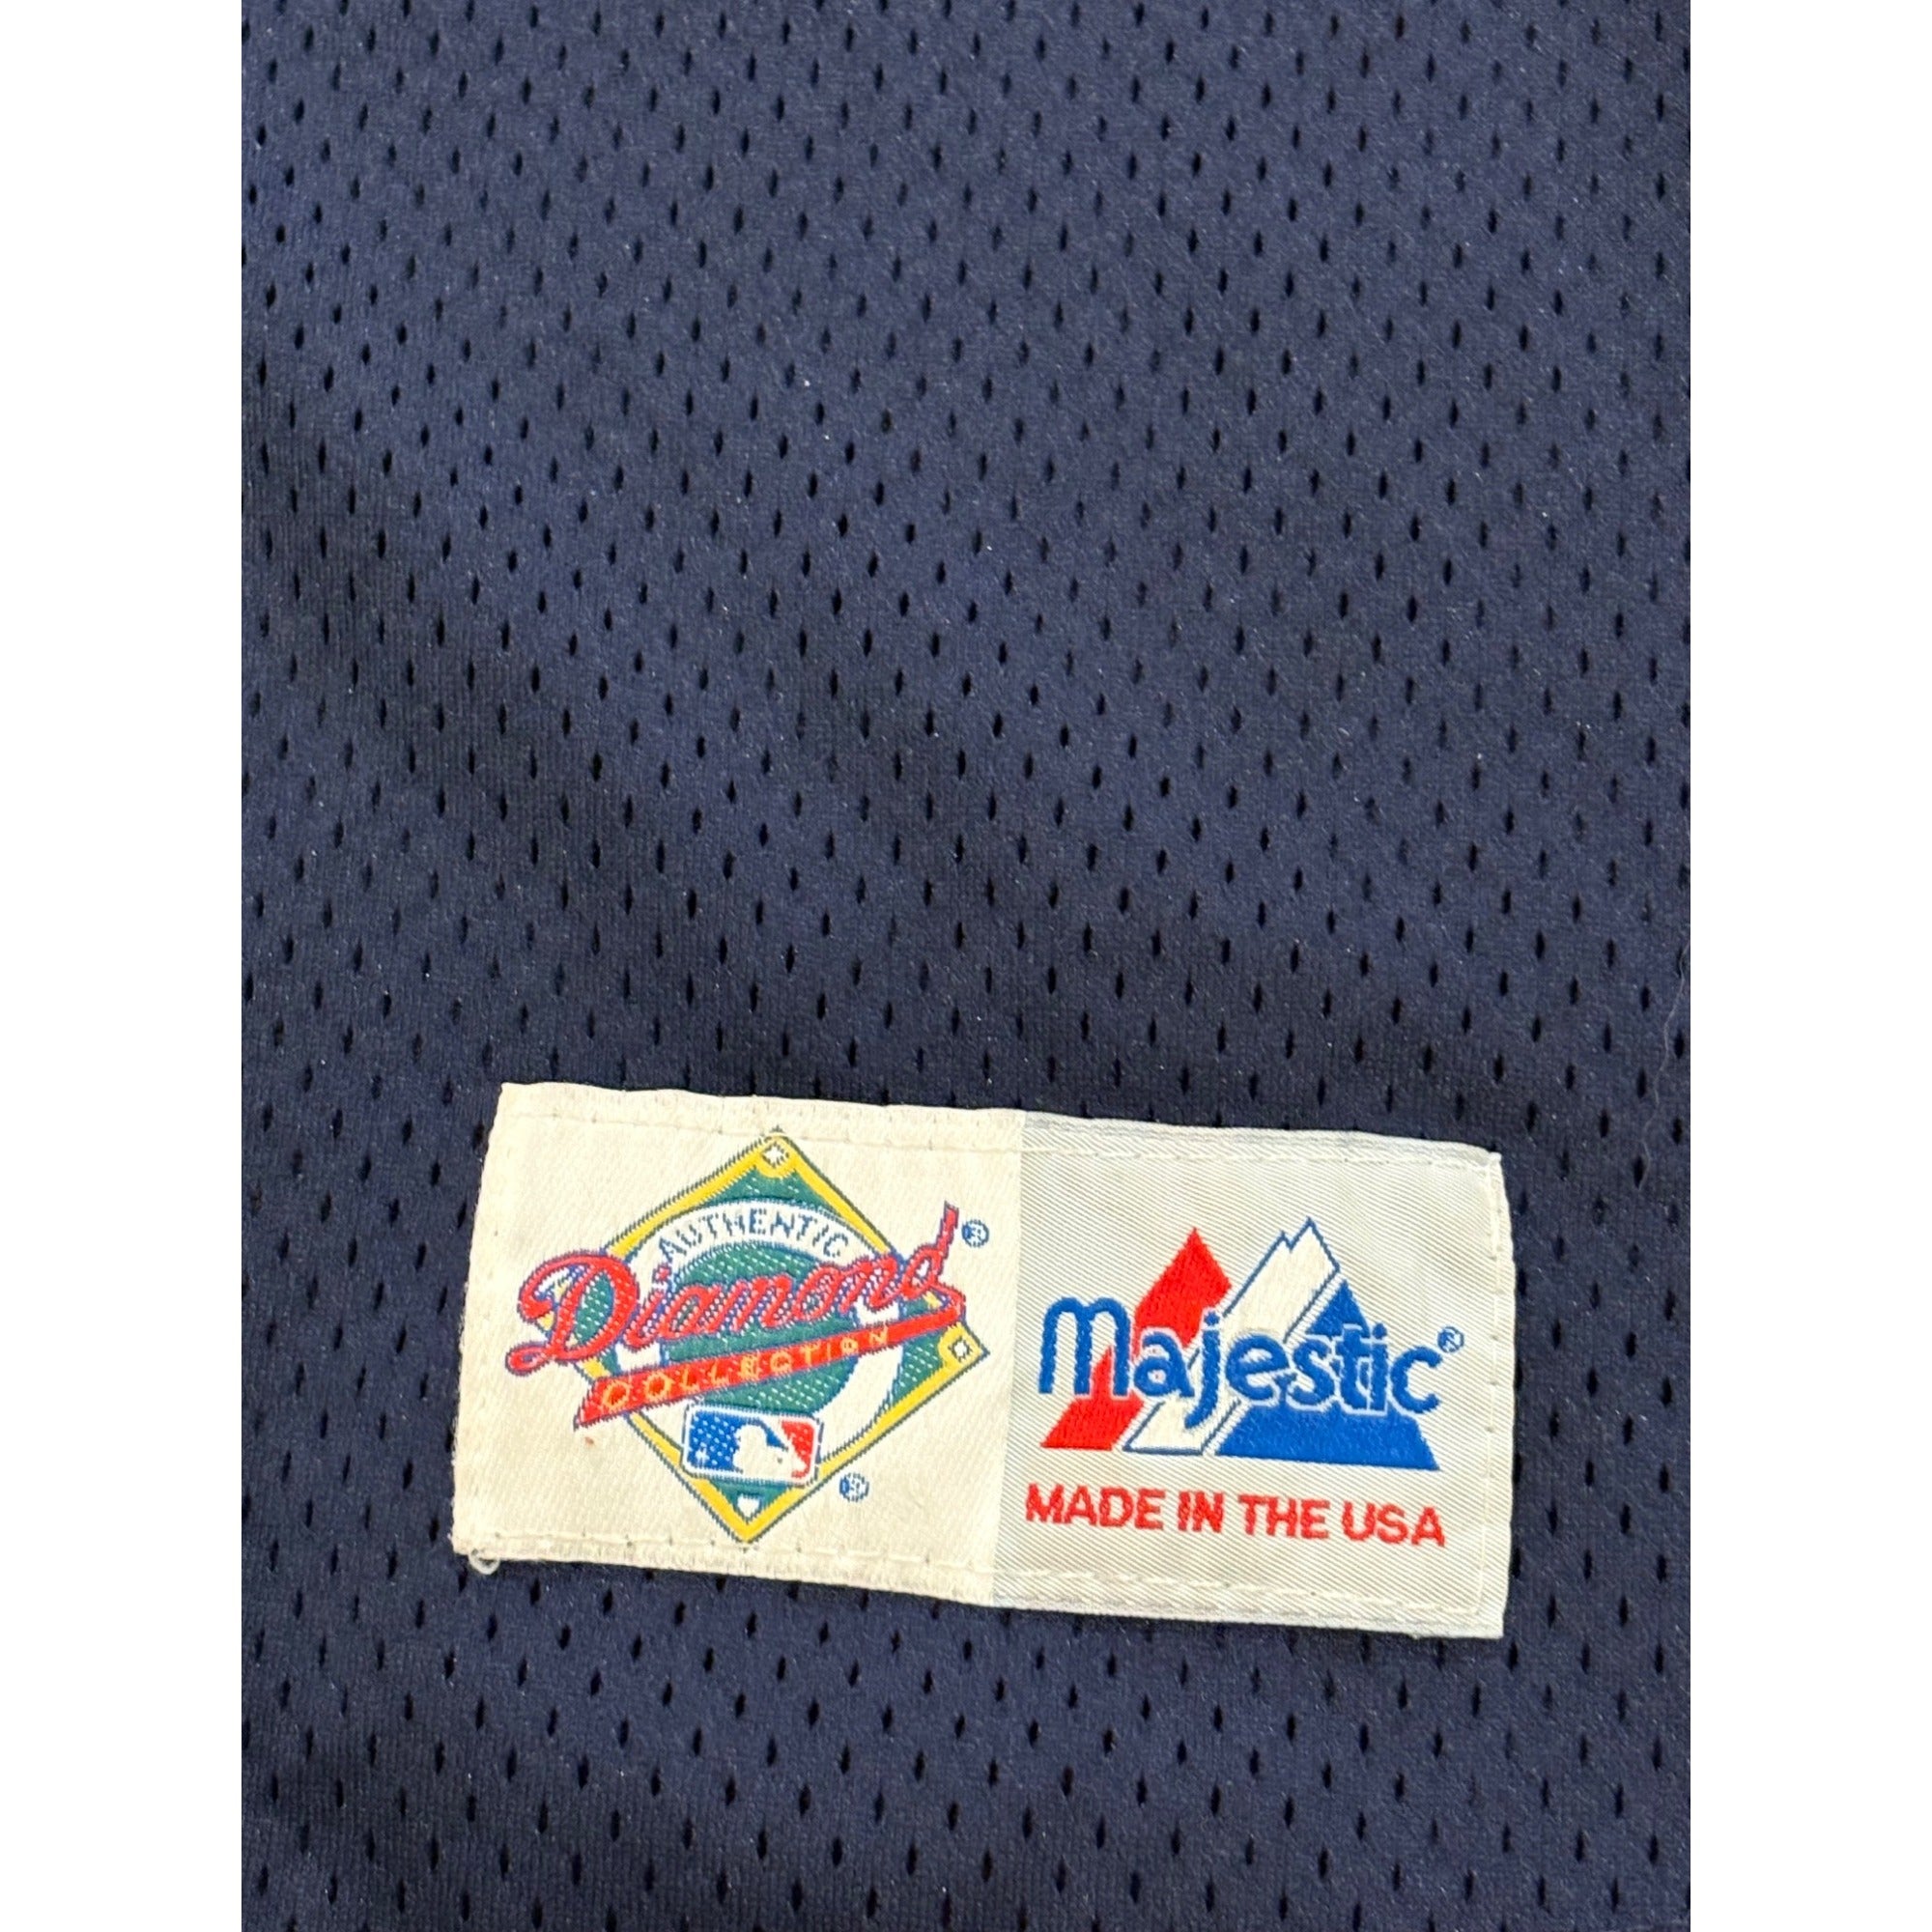 AUTHENTIC
Diamond®
COLLECTION
®
Majestic®
MADE IN THE USA